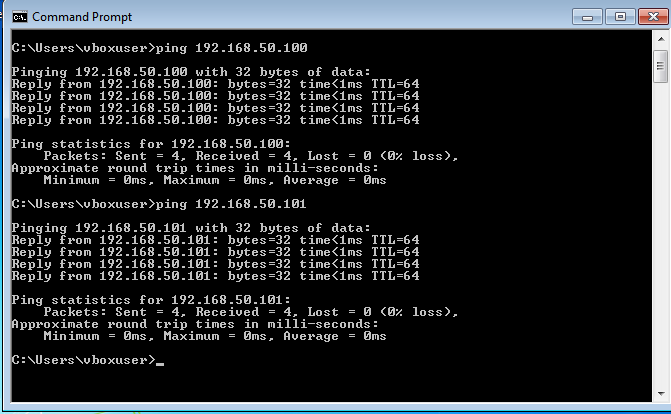 Command Prompt
C:\Users\vboxuser>ping 192.168.50.100
Pinging 192.168.50.100 with 32 bytes of data:
Reply from 192.168.50.100: bytes=32 time<1ms TTL=64
Reply from 192.168.50.100: bytes=32 time<1ms TTL=64
Reply from 192.168.50.100: bytes=32 time<1ms TTL=64
Reply from 192.168.50.100: bytes=32 time<1ms TTL=64
Ping statistics for 192.168.50.100:
Packets: Sent = 4, Received = 4, Lost = 0 (0% loss),
Approximate round trip times in milli-seconds:
Minimum = 0ms, Maximum = 0ms, Average = 0ms
C:\Users\vboxuser>ping 192.168.50.101
Pinging 192.168.50.101 with 32 bytes of data:
Reply from 192.168.50.101: bytes=32 time<1ms TTL=64
Reply from 192.168.50.101: bytes=32 time<1ms TTL=64
Reply from 192.168.50.101: bytes=32 time<1ms TTL=64
Reply from 192.168.50.101: bytes=32 time<1ms TTL=64
Ping statistics for 192.168.50.101:
Packets: Sent = 4, Received = 4, Lost = 0 (0% loss),
Approximate round trip times in milli-seconds:
Minimum = 0ms, Maximum = 0ms, Average = 0ms
C:\Users\vboxuser>_